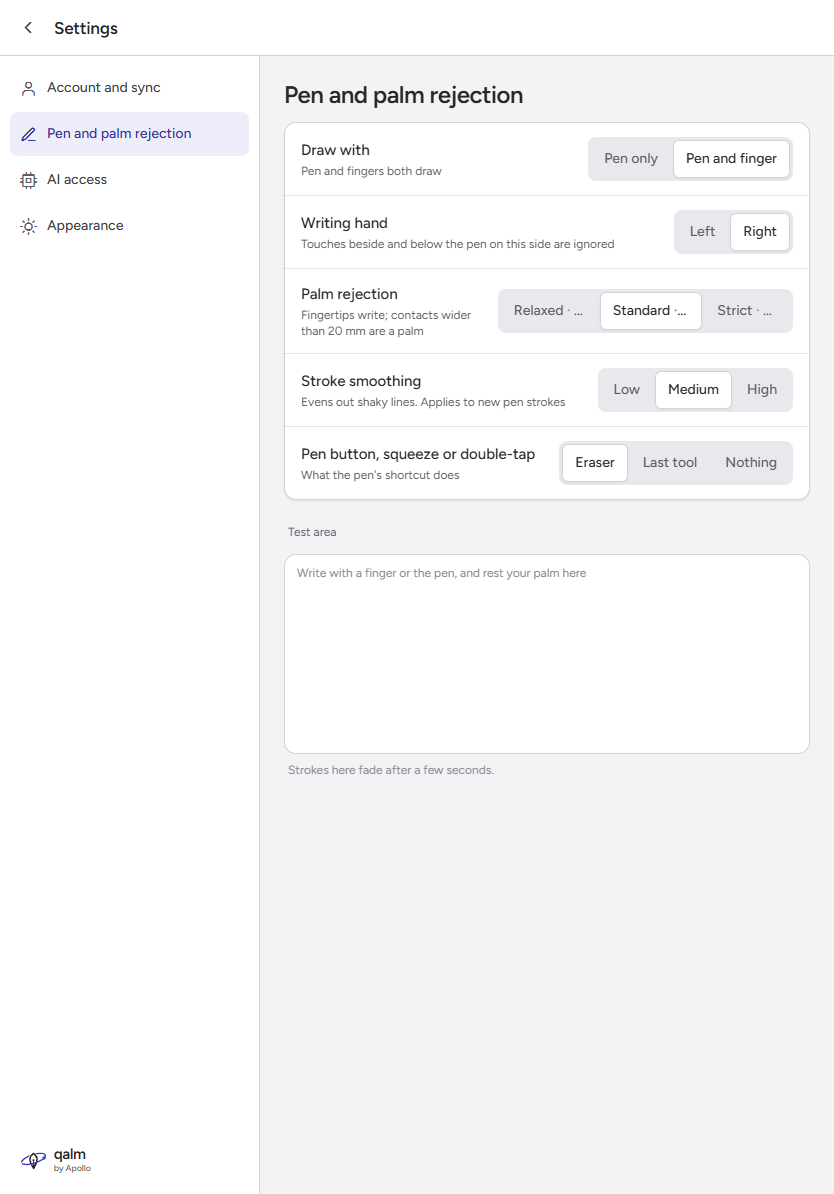 Settings
Account and sync
Pen and palm rejection
AI access
Appearance
qalm
by Apollo
Pen and palm rejection
Draw with
Pen and fingers both draw
Pen only
Pen and finger
Writing hand
Touches beside and below the pen on this side are ignored
Left
Right
Palm rejection
Fingertips write; contacts wider
than 20 mm are a palm
Relaxed · ...
Standard ·...
Strict · ...
Stroke smoothing
Evens out shaky lines. Applies to new pen strokes
Low
Medium
High
Pen button, squeeze or double-tap
What the pen's shortcut does
Eraser
Last tool
Nothing
Test area
Write with a finger or the pen, and rest your palm here
Strokes here fade after a few seconds.